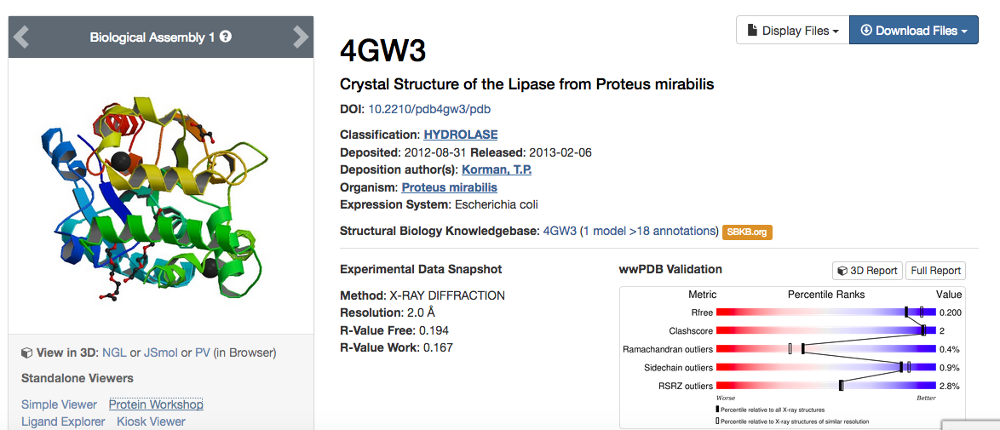 Biological Assembly 1 ?
Display Files
Download Files
4GW3
Crystal Structure of the Lipase from Proteus mirabilis
DOI: 10.2210/pdb4gw3/pdb
Classification: HYDROLASE
Deposited: 2012-08-31 Released: 2013-02-06
Deposition author(s): Korman, T.P.
Organism: Proteus mirabilis
Expression System: Escherichia coli
Structural Biology Knowledgebase: 4GW3 (1 model >18 annotations) SBKB.org
Experimental Data Snapshot
Method: X-RAY DIFFRACTION
Resolution: 2.0 Å
R-Value Free: 0.194
R-Value Work: 0.167
wwPDB Validation
3D Report
Full Report
Metric Percentile Ranks Value
Rfree 0.200
Clashscore 2
Ramachandran outliers 0.4%
Sidechain outliers 0.9%
RSRZ outliers 2.8%
Worse Better
Percentile relative to all X-ray structures
Percentile relative to X-ray structures of similar resolution
View in 3D: NGL or JSmol or PV (in Browser)
Standalone Viewers
Simple Viewer Protein Workshop
Ligand Explorer Kiosk Viewer